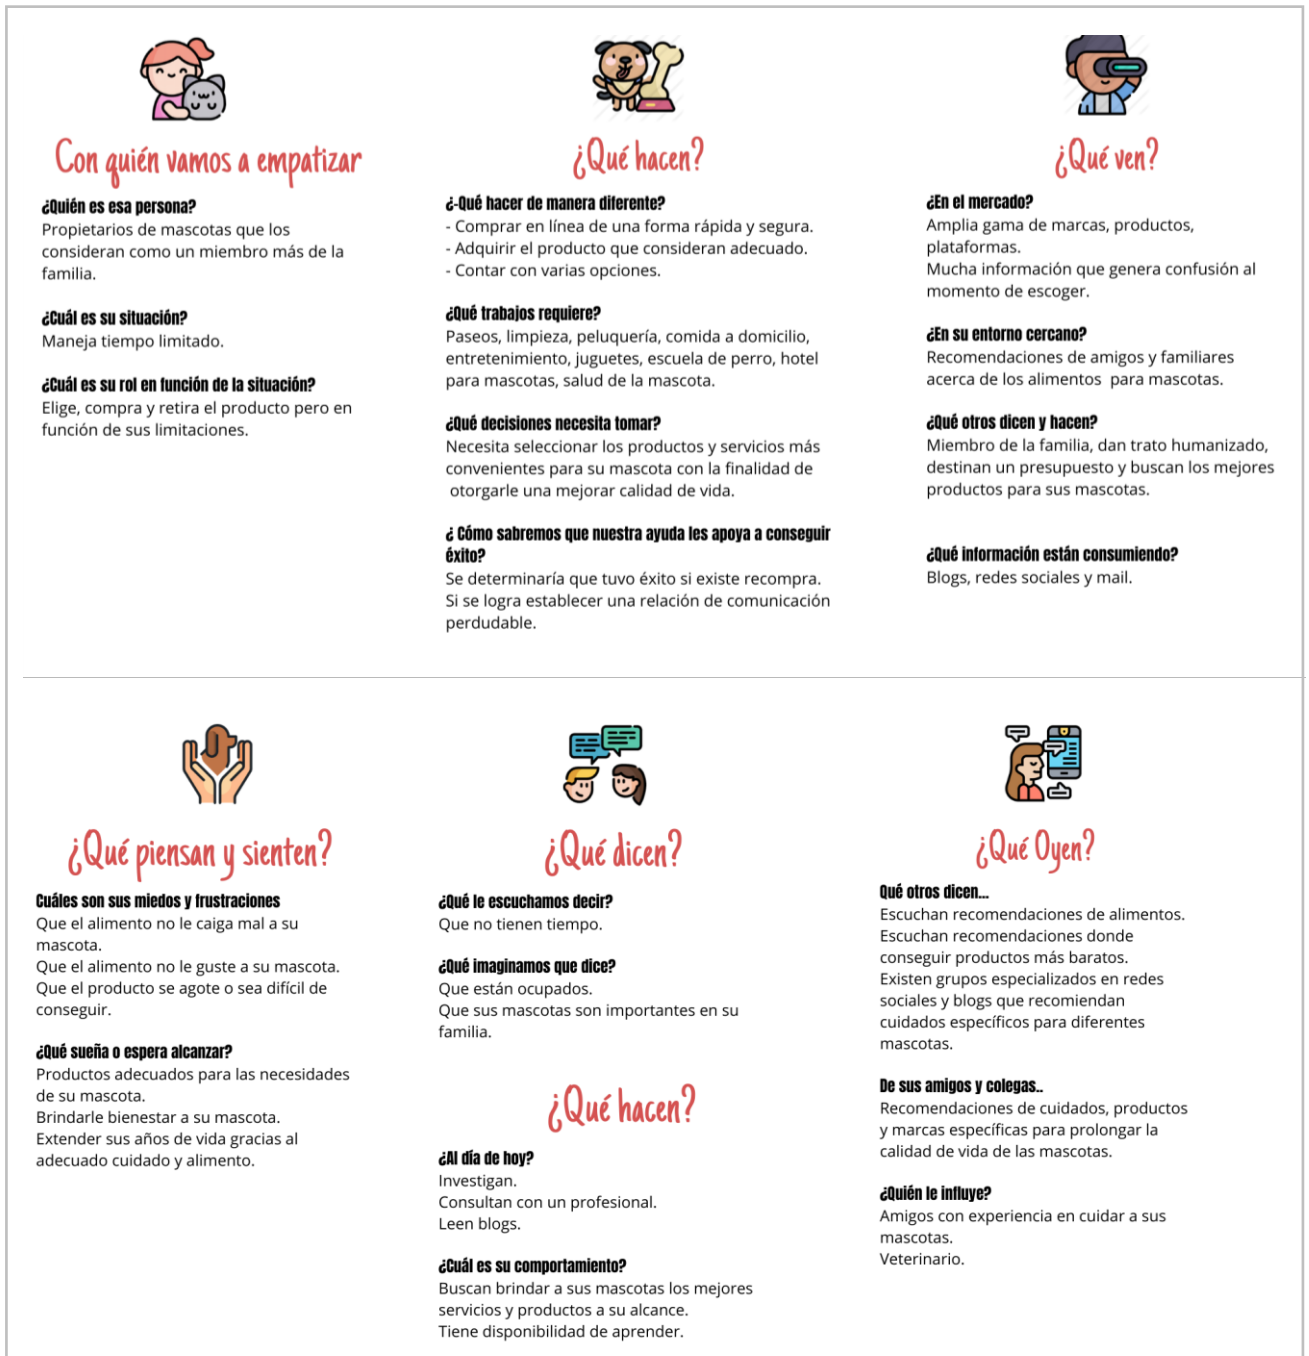 Con quién vamos a empatizar
¿Quién es esa persona?
Propietarios de mascotas que los
consideran como un miembro más de la
familia.
¿Cuál es su situación?
Maneja tiempo limitado.
¿Cuál es su rol en función de la situación?
Elige, compra y retira el producto pero en
función de sus limitaciones.
¿Qué hacen?
¿-Qué hacer de manera diferente?
- Comprar en línea de una forma rápida y segura.
- Adquirir el producto que consideran adecuado.
- Contar con varias opciones.
¿Qué trabajos requiere?
Paseos, limpieza, peluquería, comida a domicilio,
entretenimiento, juguetes, escuela de perro, hotel
para mascotas, salud de la mascota.
¿Qué decisiones necesita tomar?
Necesita seleccionar los productos y servicios más
convenientes para su mascota con la finalidad de
otorgarle una mejorar calidad de vida.
¿ Cómo sabremos que nuestra ayuda les apoya a conseguir
éxito?
Se determinaría que tuvo éxito si existe recompra.
Si se logra establecer una relación de comunicación
perdudable.
¿Qué ven?
¿En el mercado?
Amplia gama de marcas, productos,
plataformas.
Mucha información que genera confusión al
momento de escoger.
¿En su entorno cercano?
Recomendaciones de amigos y familiares
acerca de los alimentos  para mascotas.
¿Qué otros dicen y hacen?
Miembro de la familia, dan trato humanizado,
destinan un presupuesto y buscan los mejores
productos para sus mascotas.
¿Qué información están consumiendo?
Blogs, redes sociales y mail.
¿Qué piensan y sienten?
Cuáles son sus miedos y frustraciones
Que el alimento no le caiga mal a su
mascota.
Que el alimento no le guste a su mascota.
Que el producto se agote o sea difícil de
conseguir.
¿Qué sueña o espera alcanzar?
Productos adecuados para las necesidades
de su mascota.
Brindarle bienestar a su mascota.
Extender sus años de vida gracias al
adecuado cuidado y alimento.
¿Qué dicen?
¿Qué le escuchamos decir?
Que no tienen tiempo.
¿Qué imaginamos que dice?
Que están ocupados.
Que sus mascotas son importantes en su
familia.
¿Qué hacen?
¿Al día de hoy?
Investigan.
Consultan con un profesional.
Leen blogs.
¿Cuál es su comportamiento?
Buscan brindar a sus mascotas los mejores
servicios y productos a su alcance.
Tiene disponibilidad de aprender.
¿Qué Oyen?
Qué otros dicen...
Escuchan recomendaciones de alimentos.
Escuchan recomendaciones donde
conseguir productos más baratos.
Existen grupos especializados en redes
sociales y blogs que recomiendan
cuidados específicos para diferentes
mascotas.
De sus amigos y colegas..
Recomendaciones de cuidados, productos
y marcas específicas para prolongar la
calidad de vida de las mascotas.
¿Quién le influye?
Amigos con experiencia en cuidar a sus
mascotas.
Veterinario.